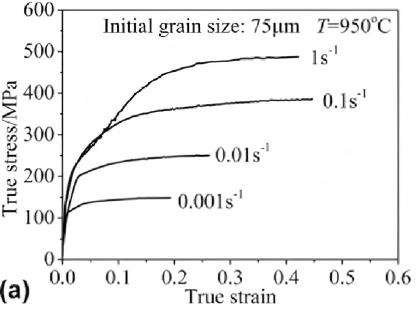 600
Initial grain size: 75μm T=950°C
500
1s⁻¹
400
0.1s⁻¹
300
0.01s⁻¹
200
0.001s⁻¹
100
0
0.0 0.1 0.2 0.3 0.4 0.5 0.6
True stress/MPa
True strain
(a)